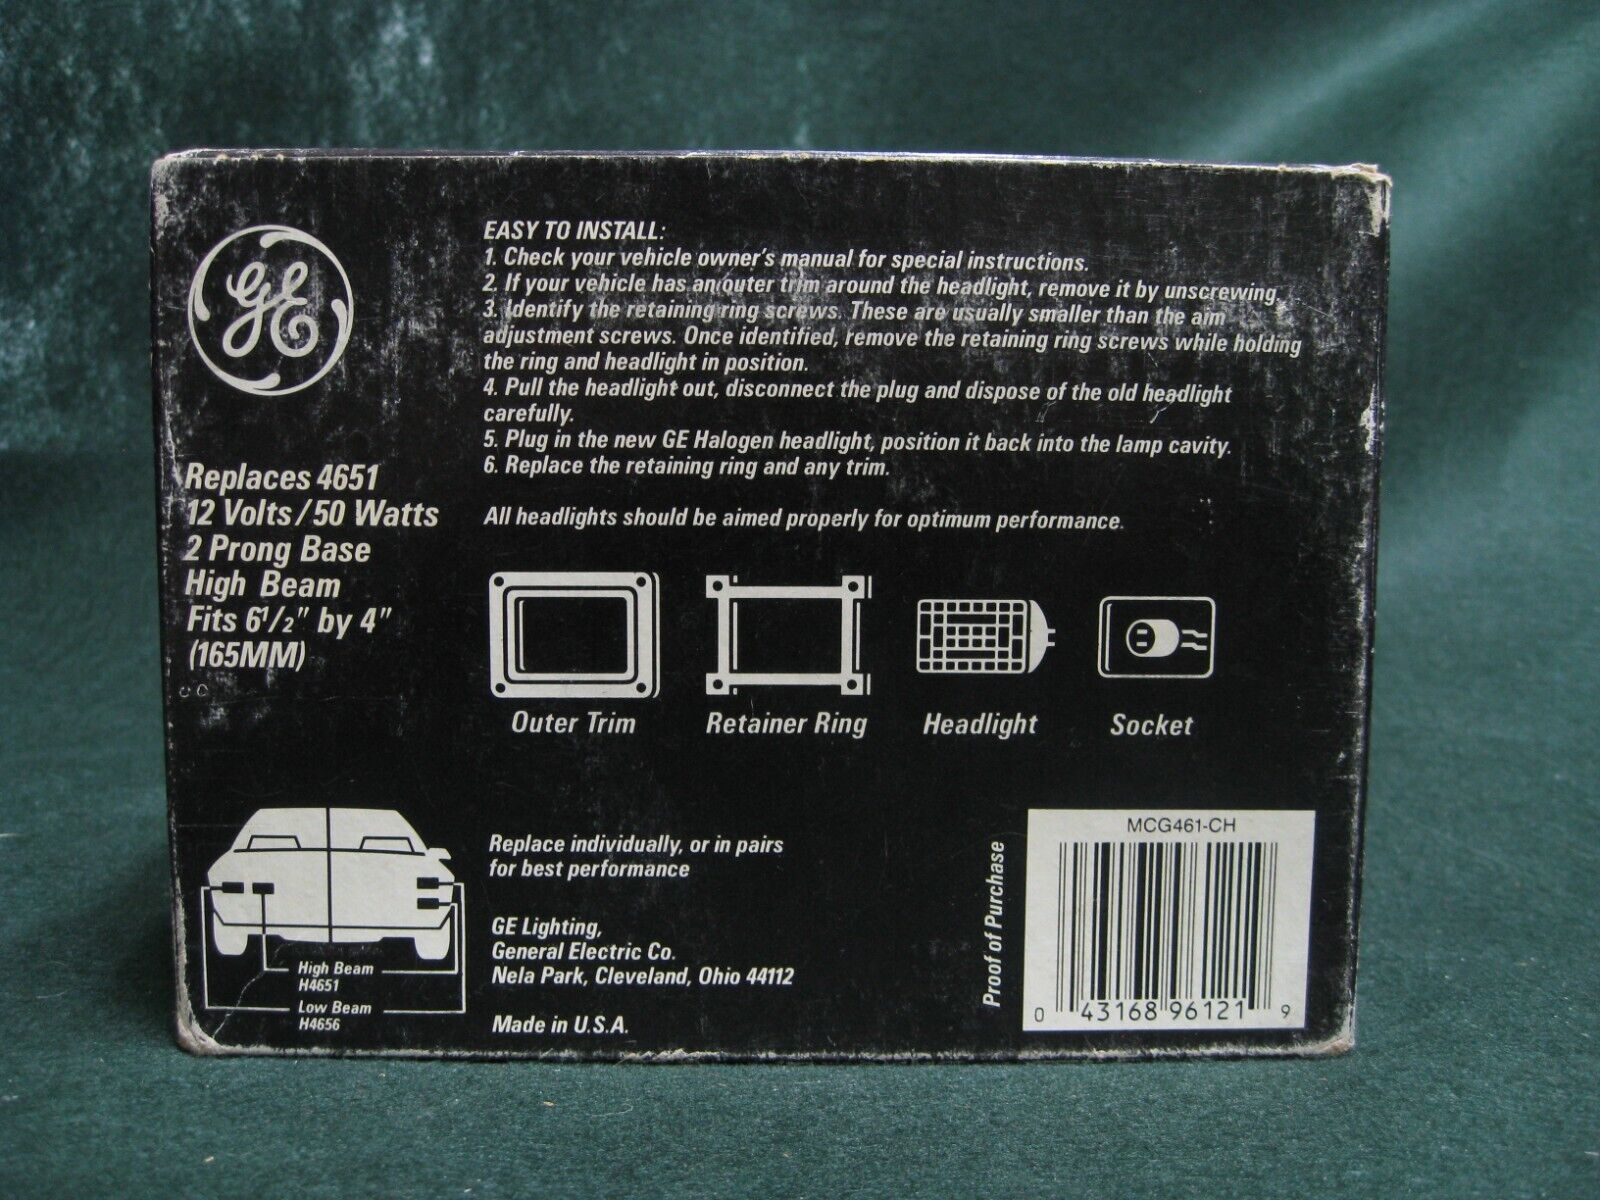 GE
EASY TO INSTALL:
1. Check your vehicle owner's manual for special instructions.
2. If your vehicle has an outer trim around the headlight, remove it by unscrewing.
3. Identify the retaining ring screws. These are usually smaller than the aim
adjustment screws. Once identified, remove the retaining ring screws while holding
the ring and headlight in position.
4. Pull the headlight out, disconnect the plug and dispose of the old headlight
carefully.
5. Plug in the new GE Halogen headlight, position it back into the lamp cavity.
6. Replace the retaining ring and any trim.
All headlights should be aimed properly for optimum performance.
Replaces 4651
12 Volts/50 Watts
2 Prong Base
High Beam
Fits 6 1/2" by 4"
(165MM)
Outer Trim
Retainer Ring
Headlight
Socket
High Beam
H4651
Low Beam
H4656
Replace individually, or in pairs
for best performance
GE Lighting,
General Electric Co.
Nela Park, Cleveland, Ohio 44112
Made in U.S.A.
Proof of Purchase
MCG461-CH
0 43168 96121 9